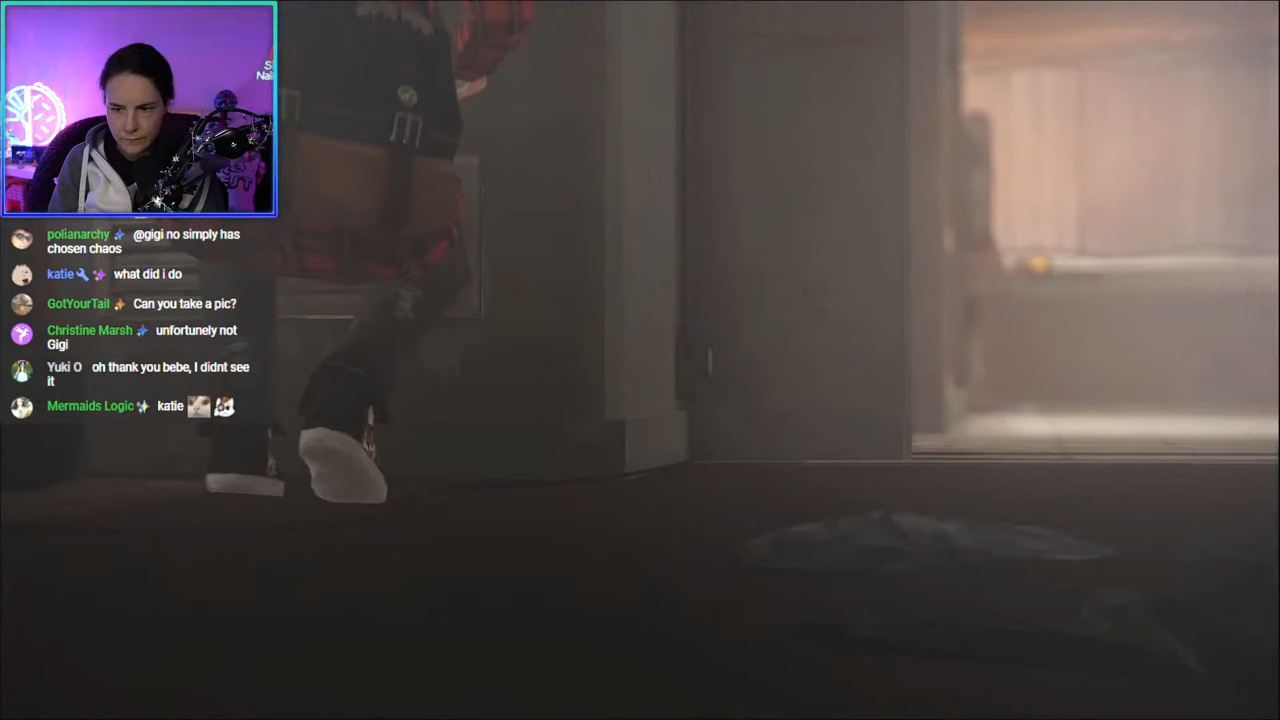 S
Nai
polianarchy @gigi no simply has
chosen chaos
katie what did i do
GotYourTail Can you take a pic?
Christine Marsh unfortunely not
Gigi
Yuki O oh thank you bebe, I didnt see
it
Mermaids Logic katie